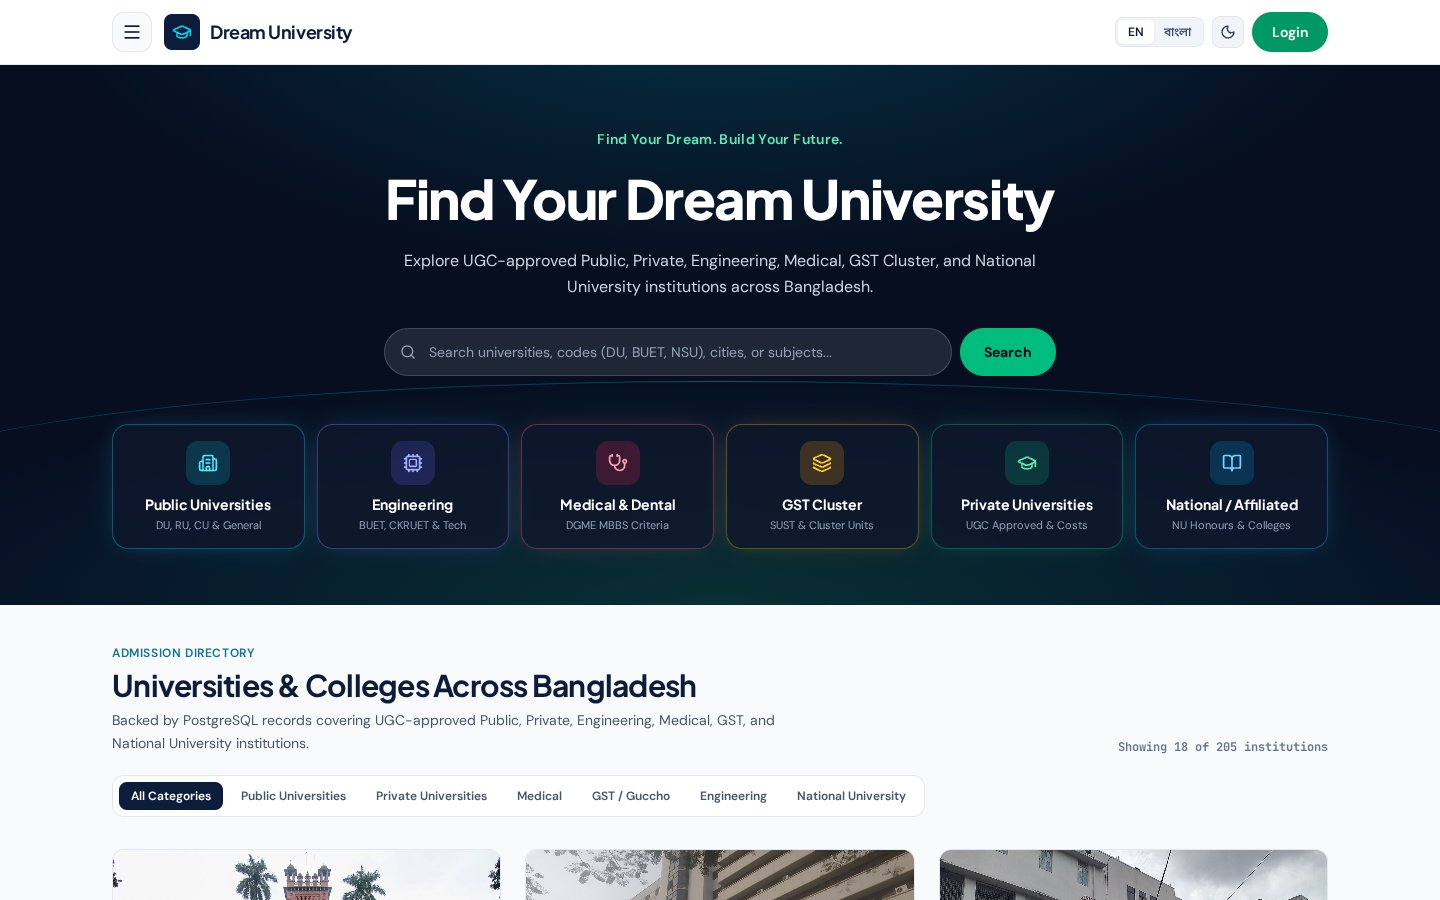 Dream University
EN
বাংলা
Login
Find Your Dream. Build Your Future.
Find Your Dream University
Explore UGC-approved Public, Private, Engineering, Medical, GST Cluster, and National
University institutions across Bangladesh.
Search universities, codes (DU, BUET, NSU), cities, or subjects...
Search
Public Universities
DU, RU, CU & General
Engineering
BUET, CKRUET & Tech
Medical & Dental
DGME MBBS Criteria
GST Cluster
SUST & Cluster Units
Private Universities
UGC Approved & Costs
National / Affiliated
NU Honours & Colleges
ADMISSION DIRECTORY
Universities & Colleges Across Bangladesh
Backed by PostgreSQL records covering UGC-approved Public, Private, Engineering, Medical, GST, and
National University institutions.
Showing 18 of 205 institutions
All Categories
Public Universities
Private Universities
Medical
GST / Guccho
Engineering
National University